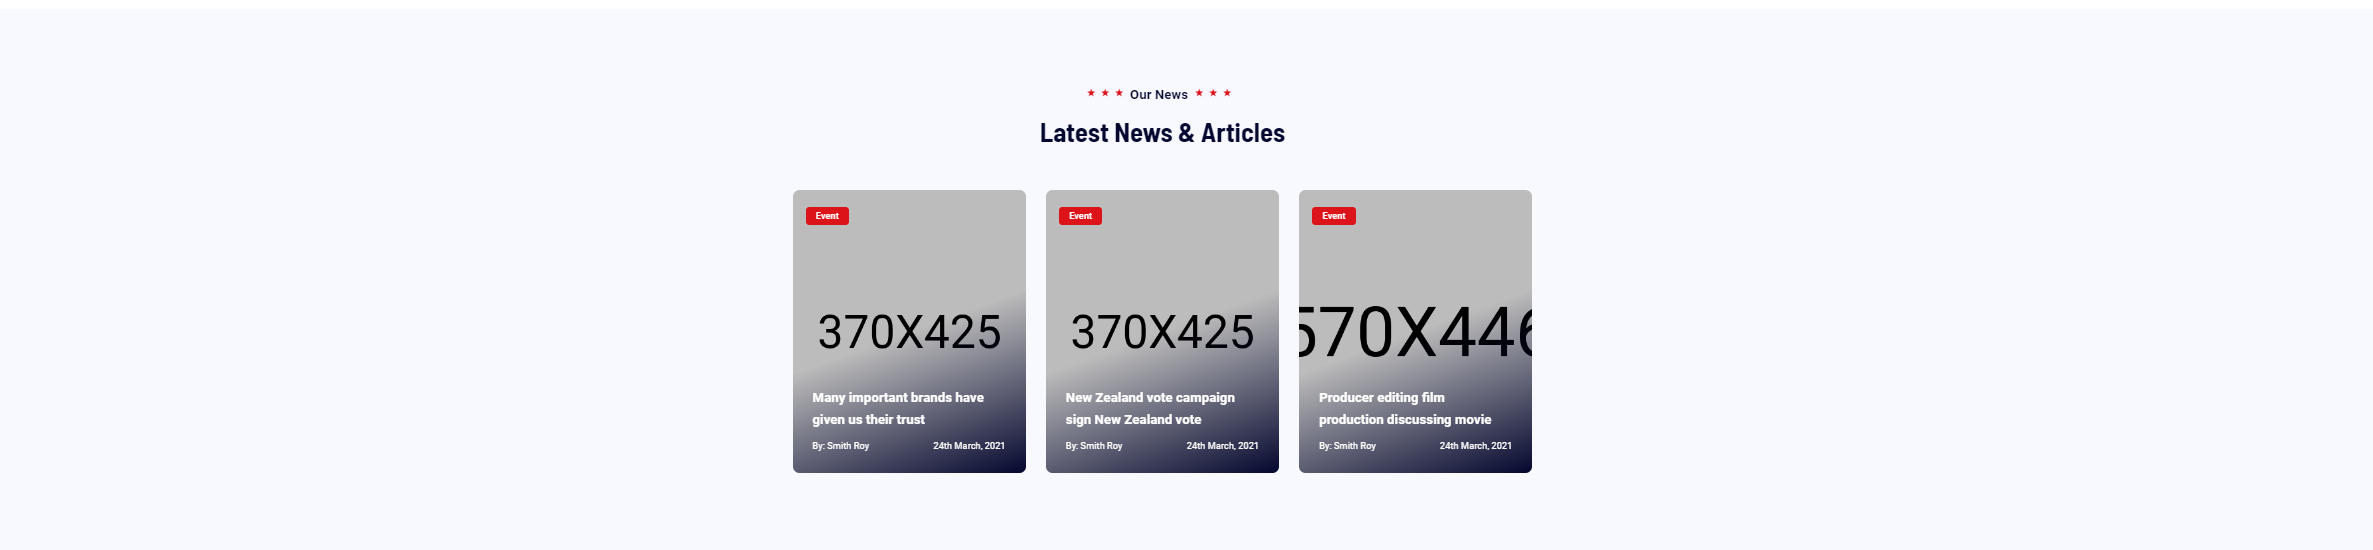 Our News
Latest News & Articles
Event
370X425
Many important brands have
given us their trust
By: Smith Roy 24th March, 2021
Event
370X425
New Zealand vote campaign
sign New Zealand vote
By: Smith Roy 24th March, 2021
Event
570X446
Producer editing film
production discussing movie
By: Smith Roy 24th March, 2021